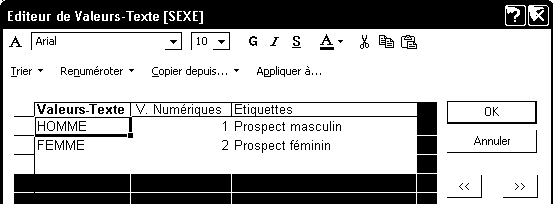 Editeur de Valeurs-Texte [SEXE]
A Arial 10 G I S A
Trier Renuméroter Copier depuis... Appliquer à...
Valeurs-Texte V. Numériques Etiquettes
HOMME 1 Prospect masculin
FEMME 2 Prospect féminin
OK
Annuler
<< >>